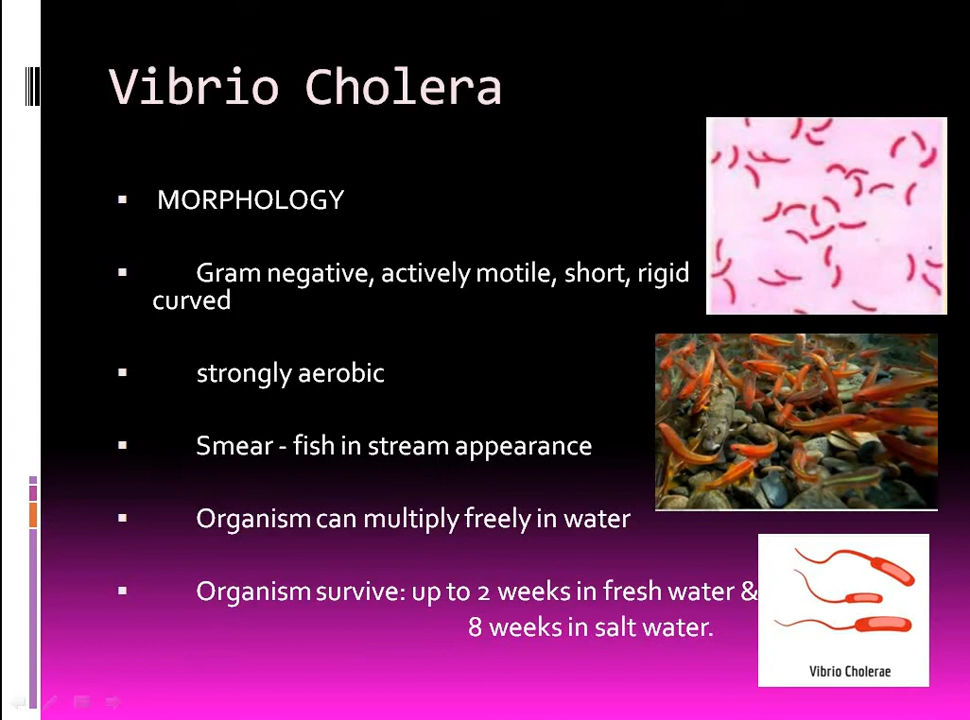 Vibrio Cholera
MORPHOLOGY
Gram negative, actively motile, short, rigid
curved
strongly aerobic
Smear - fish in stream appearance
Organism can multiply freely in water
Organism survive: up to 2 weeks in fresh water &
8 weeks in salt water.
Vibrio Cholerae